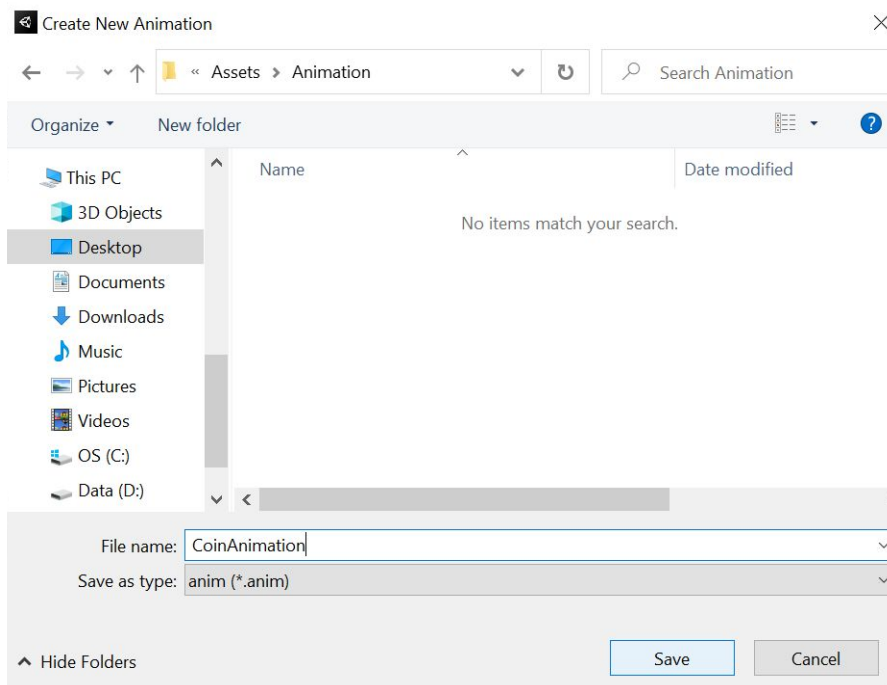 Create New Animation
« Assets > Animation
Search Animation
Organize
New folder
?
Name
Date modified
No items match your search.
This PC
3D Objects
Desktop
Documents
Downloads
Music
Pictures
Videos
OS (C:)
Data (D:)
File name: CoinAnimation
Save as type: anim (*.anim)
Hide Folders
Save
Cancel